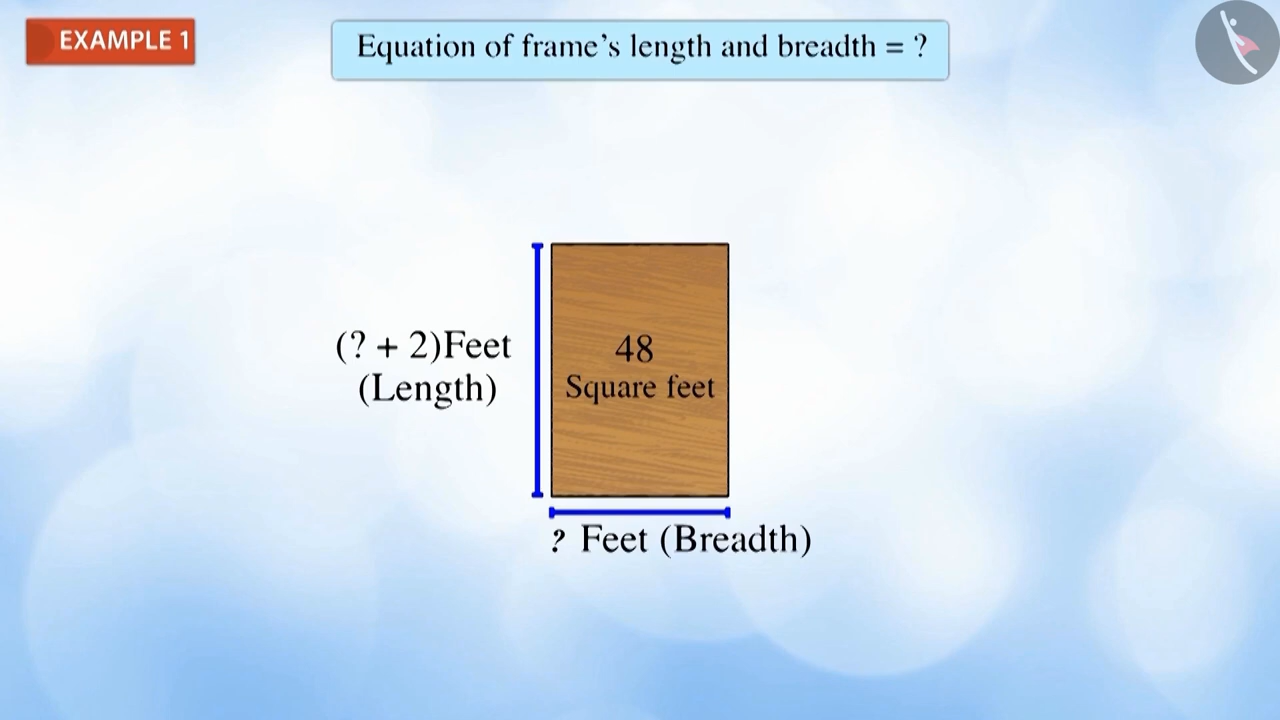 EXAMPLE 1
Equation of frame’s length and breadth = ?
(? + 2)Feet
(Length)
48
Square feet
? Feet (Breadth)